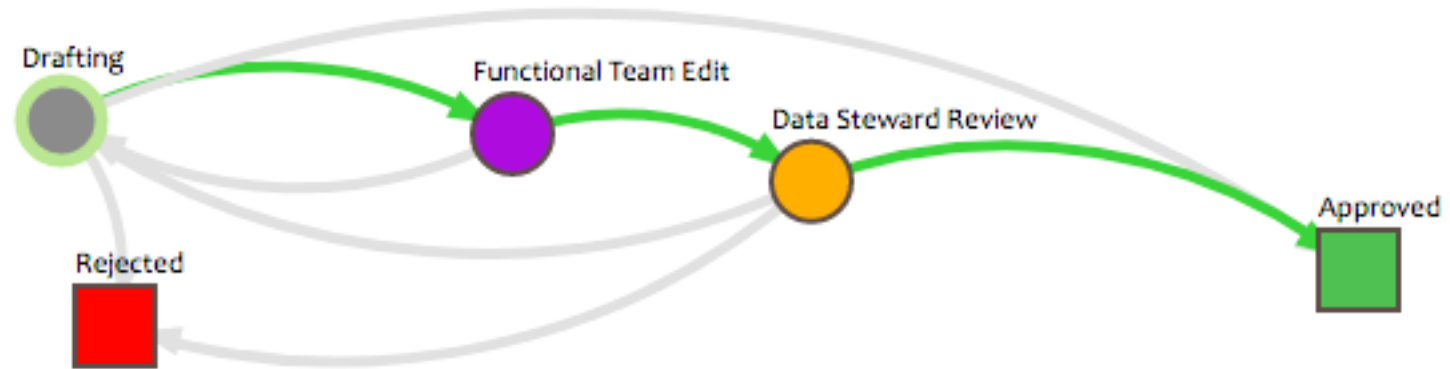 Drafting
Functional Team Edit
Data Steward Review
Approved
Rejected